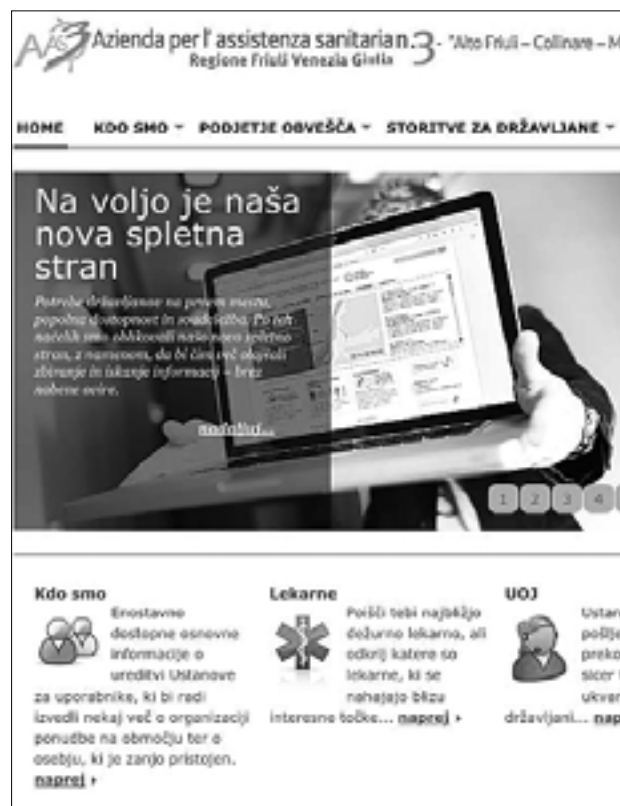 AAS3 Azienda per l' assistenza sanitaria n. 3 - "Alto Friuli – Collinare – M
Regione Friuli Venezia Giulia
HOME KDO SMO PODJETJE OBVEŠČA STORITVE ZA DRŽAVLJANE
Na voljo je naša
nova spletna
stran
Potrebe državljanov na prvem mestu,
popolna dostopnost in soudeležba. Po teh
načelih smo oblikovali našo novo spletno
stran, z namenom, da bi čim več olajšali
zbiranje in iskanje informacij – brez
nobene ovire.
nadaljuj...
1 2 3 4
Kdo smo
Enostavno
dostopne osnovne
informacije o
ureditvi Ustanove
za uporabnike, ki bi radi
izvedli nekaj več o organizaciji
ponudbe na območju ter o
osebju, ki je zanjo pristojen.
naprej
Lekarne
Poišči tebi najbližjo
dežurno lekarno, ali
odkrij katere so
lekarne, ki se
nahajajo blizu
interesne točke... naprej
UOJ
Ustan
pošlje
preko
sicer
ukvar
državljani... nap